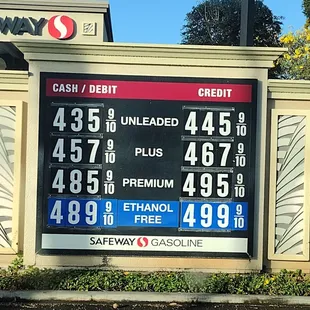 WAY
CASH / DEBIT CREDIT
435 9/10 UNLEADED 445 9/10
457 9/10 PLUS 467 9/10
485 9/10 PREMIUM 495 9/10
489 9/10 ETHANOL FREE 499 9/10
SAFEWAY GASOLINE